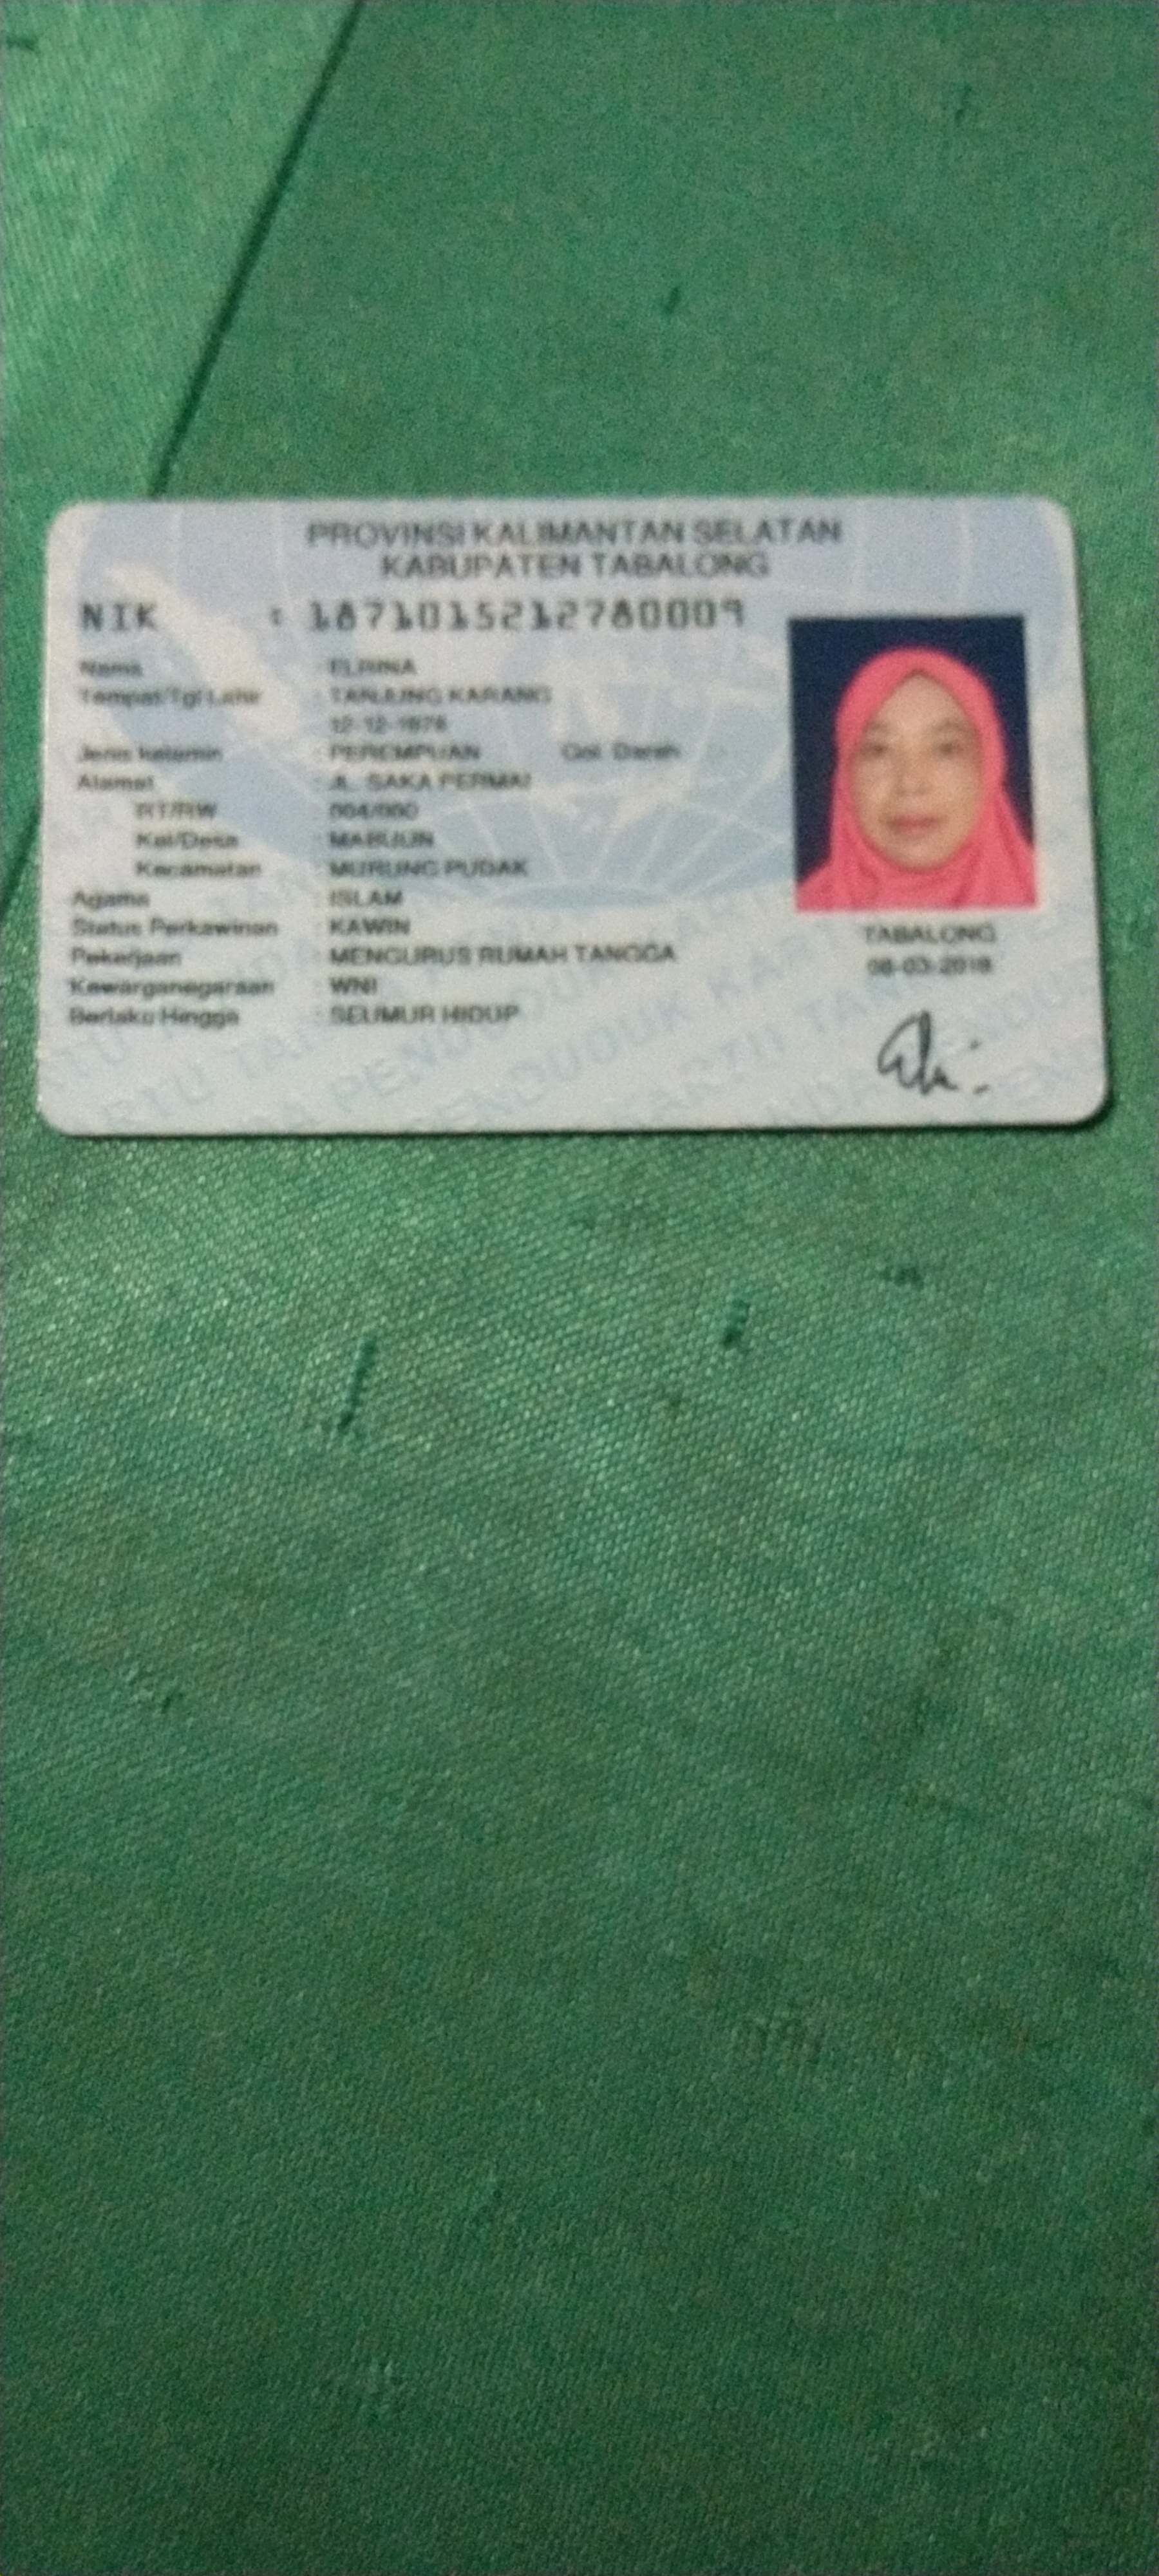 PROVINSI KALIMANTAN SELATAN
KABUPATEN TABALONG
NIK : 1871015212780009
Nama :
Tempat/Tgl Lahir : TANJUNG KARANG
12-12-1978
Jenis kelamin : PEREMPUAN Gol. Darah
Alamat : JL. SAKA PERMAI
RT/RW : 004/000
Kel/Desa : MABUUN
Kecamatan : MURUNG PUDAK
Agama : ISLAM
Status Perkawinan : KAWIN
Pekerjaan : MENGURUS RUMAH TANGGA
Kewarganegaraan : WNI
Berlaku Hingga : SEUMUR HIDUP
TABALONG
08-03-2018